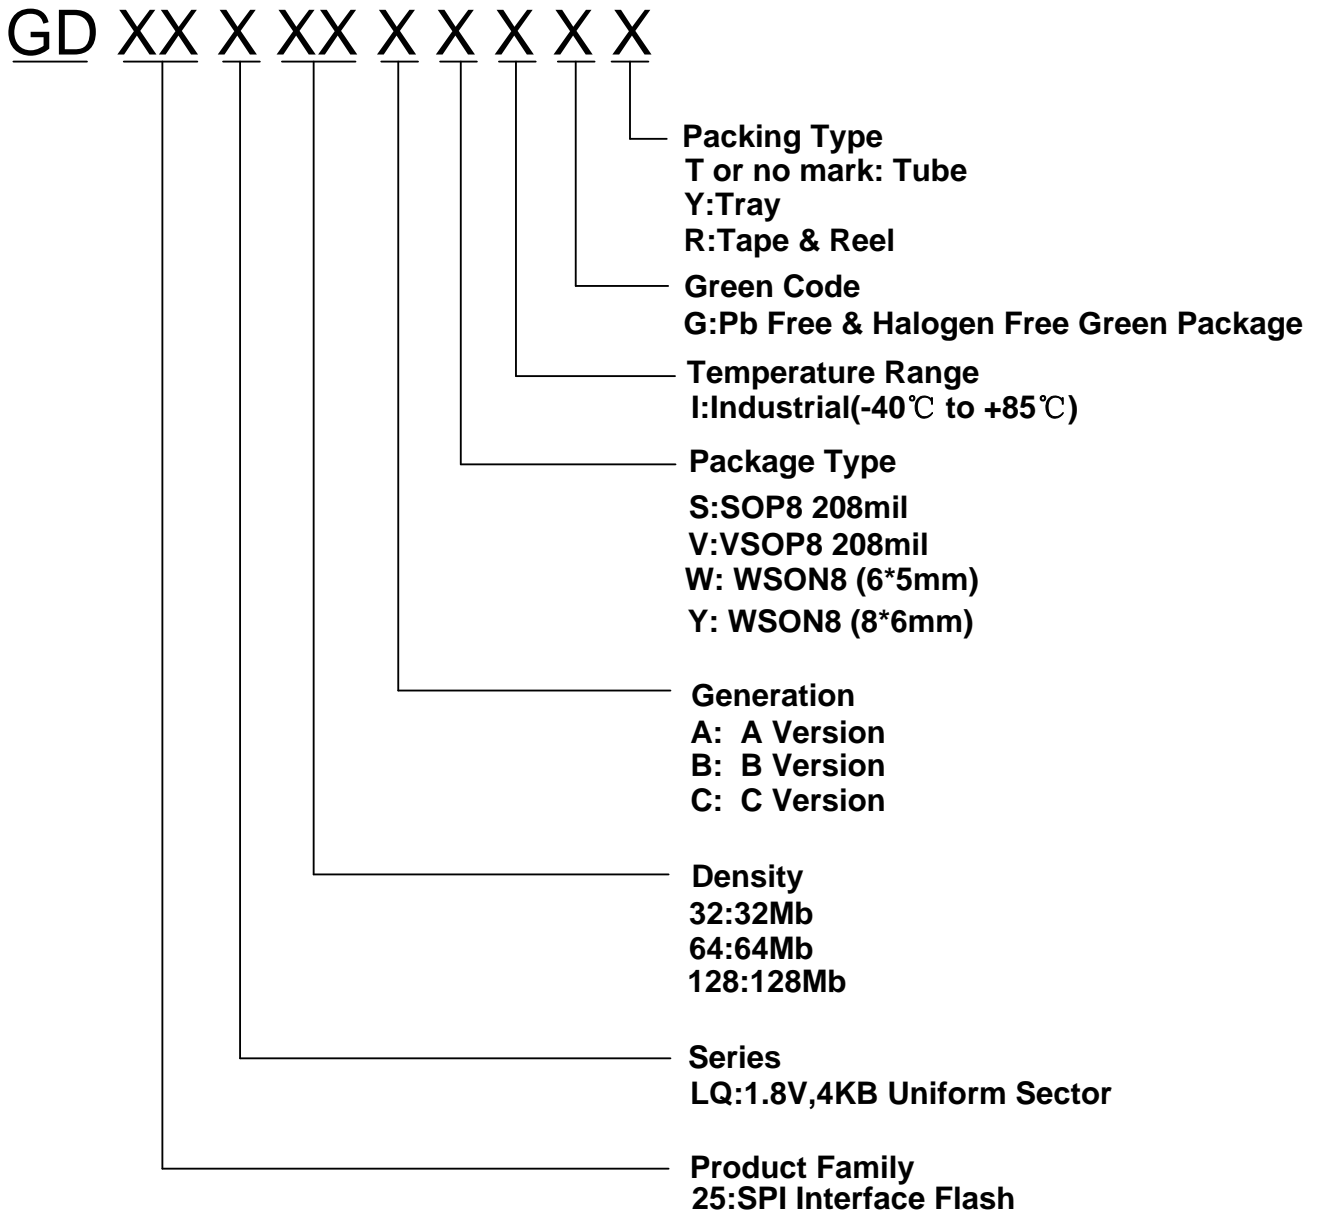 GD XX X XX X X X X X
Packing Type
T or no mark: Tube
Y:Tray
R:Tape & Reel
Green Code
G:Pb Free & Halogen Free Green Package
Temperature Range
I:Industrial(-40℃ to +85℃)
Package Type
S:SOP8 208mil
V:VSOP8 208mil
W: WSON8 (6*5mm)
Y: WSON8 (8*6mm)
Generation
A: A Version
B: B Version
C: C Version
Density
32:32Mb
64:64Mb
128:128Mb
Series
LQ:1.8V,4KB Uniform Sector
Product Family
25:SPI Interface Flash